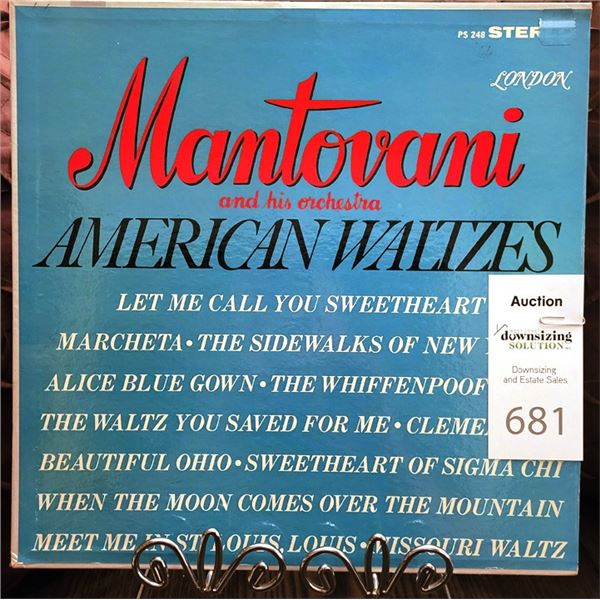 PS 248 STER
LONDON
Mantovani
and his orchestra
AMERICAN WALTZES
LET ME CALL YOU SWEETHEART
MARCHETA • THE SIDEWALKS OF NEW
ALICE BLUE GOWN • THE WHIFFENPOOF
THE WALTZ YOU SAVED FOR ME • CLEME
BEAUTIFUL OHIO • SWEETHEART OF SIGMA CHI
WHEN THE MOON COMES OVER THE MOUNTAIN
MEET ME IN ST. LOUIS, LOUIS • MISSOURI WALTZ
Auction
downsizing
SOLUTION
Downsizing
and Estate Sales
681